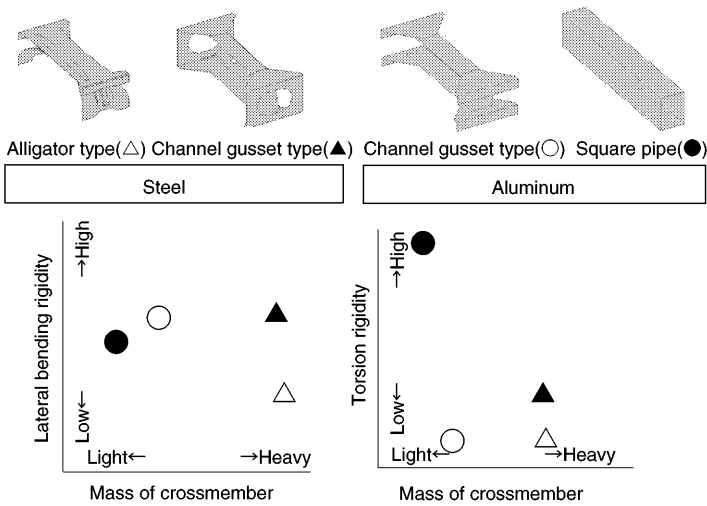 Alligator type(△) Channel gusset type(▲) Channel gusset type(○) Square pipe(●)
Steel
Aluminum
Lateral bending rigidity
Low←
→High
Light←
→Heavy
Mass of crossmember
Torsion rigidity
Low←
→High
Light←
→Heavy
Mass of crossmember